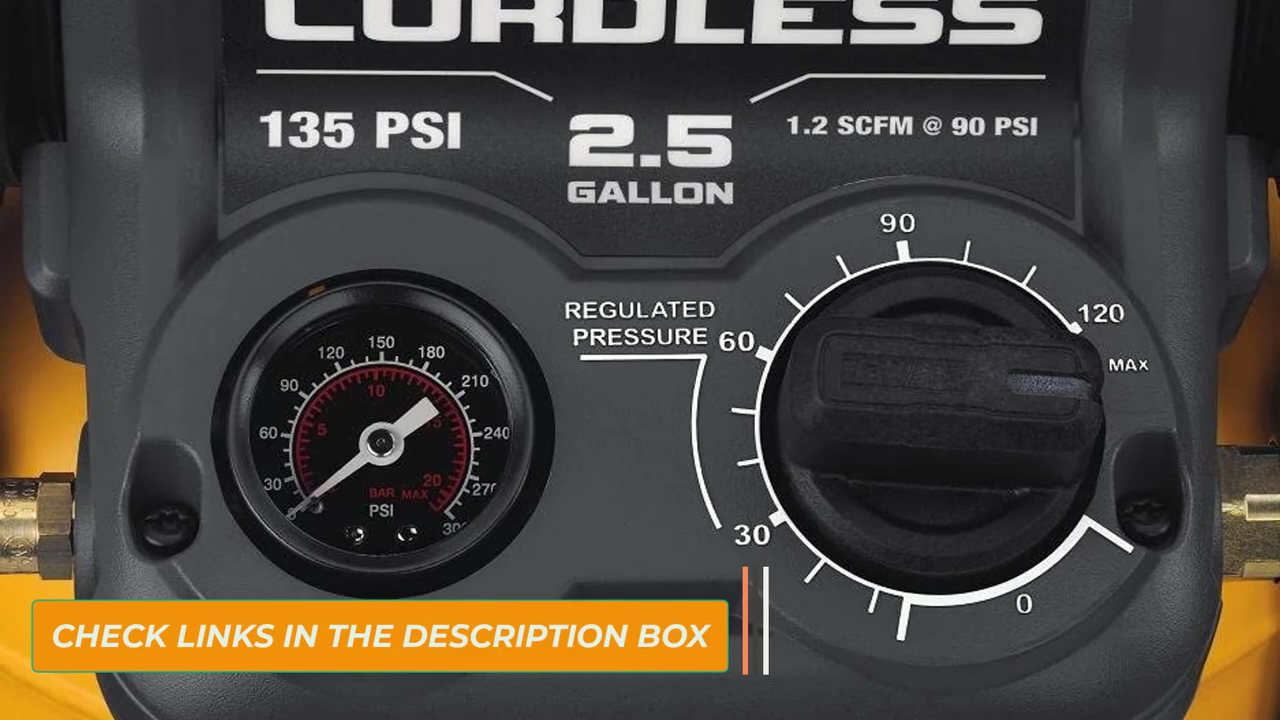 CORDLESS
135 PSI
2.5
GALLON
1.2 SCFM @ 90 PSI
REGULATED
PRESSURE
0
30
60
90
120
MAX
30
60
90
120
150
180
210
240
270
300
5
10
15
20
BAR MAX
PSI
CHECK LINKS IN THE DESCRIPTION BOX